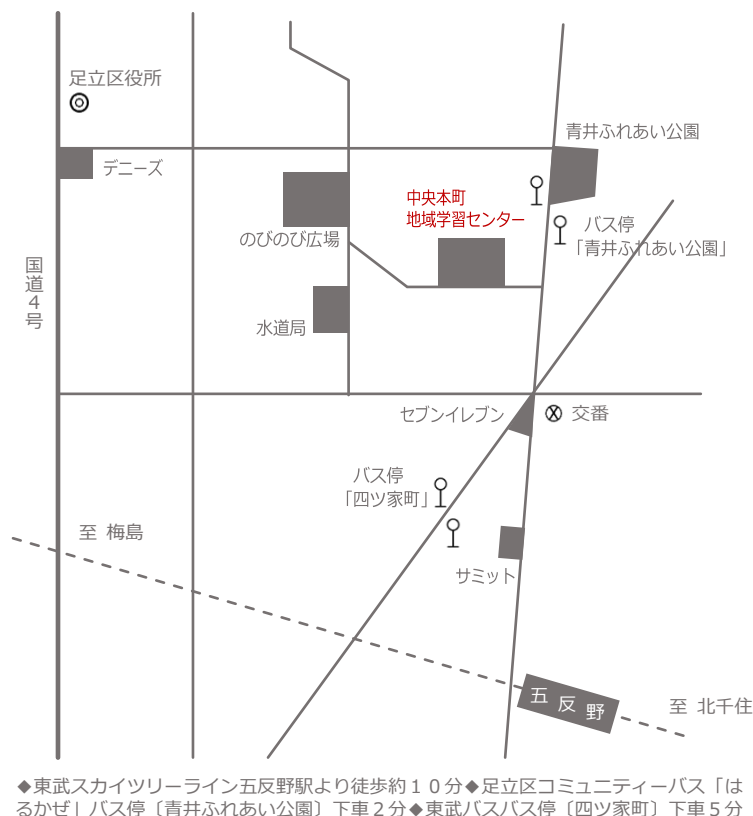 足立区役所
青井ふれあい公園
デニーズ
中央本町
地域学習センター
バス停
「青井ふれあい公園」
のびのび広場
国道４号
水道局
セブンイレブン
交番
バス停
「四ツ家町」
至 梅島
サミット
五反野
至 北千住
◆東武スカイツリーライン五反野駅より徒歩約１０分◆足立区コミュニティーバス「は
るかぜ」バス停〔青井ふれあい公園〕下車２分◆東武バスバス停〔四ツ家町〕下車５分